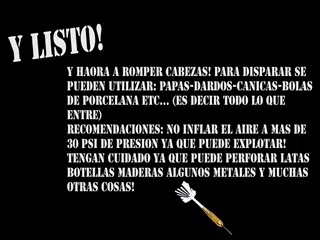 Y LISTO!
Y HAORA A ROMPER CABEZAS! PARA DISPARAR SE
PUEDEN UTILIZAR: PAPAS-DARDOS-CANICAS-BOLAS
DE PORCELANA ETC... (ES DECIR TODO LO QUE
ENTRE)
RECOMENDACIONES: NO INFLAR EL AIRE A MAS DE
30 PSI DE PRESION YA QUE PUEDE EXPLOTAR!
TENGAN CUIDADO YA QUE PUEDE PERFORAR LATAS
BOTELLAS MADERAS ALGUNOS METALES Y MUCHAS
OTRAS COSAS!